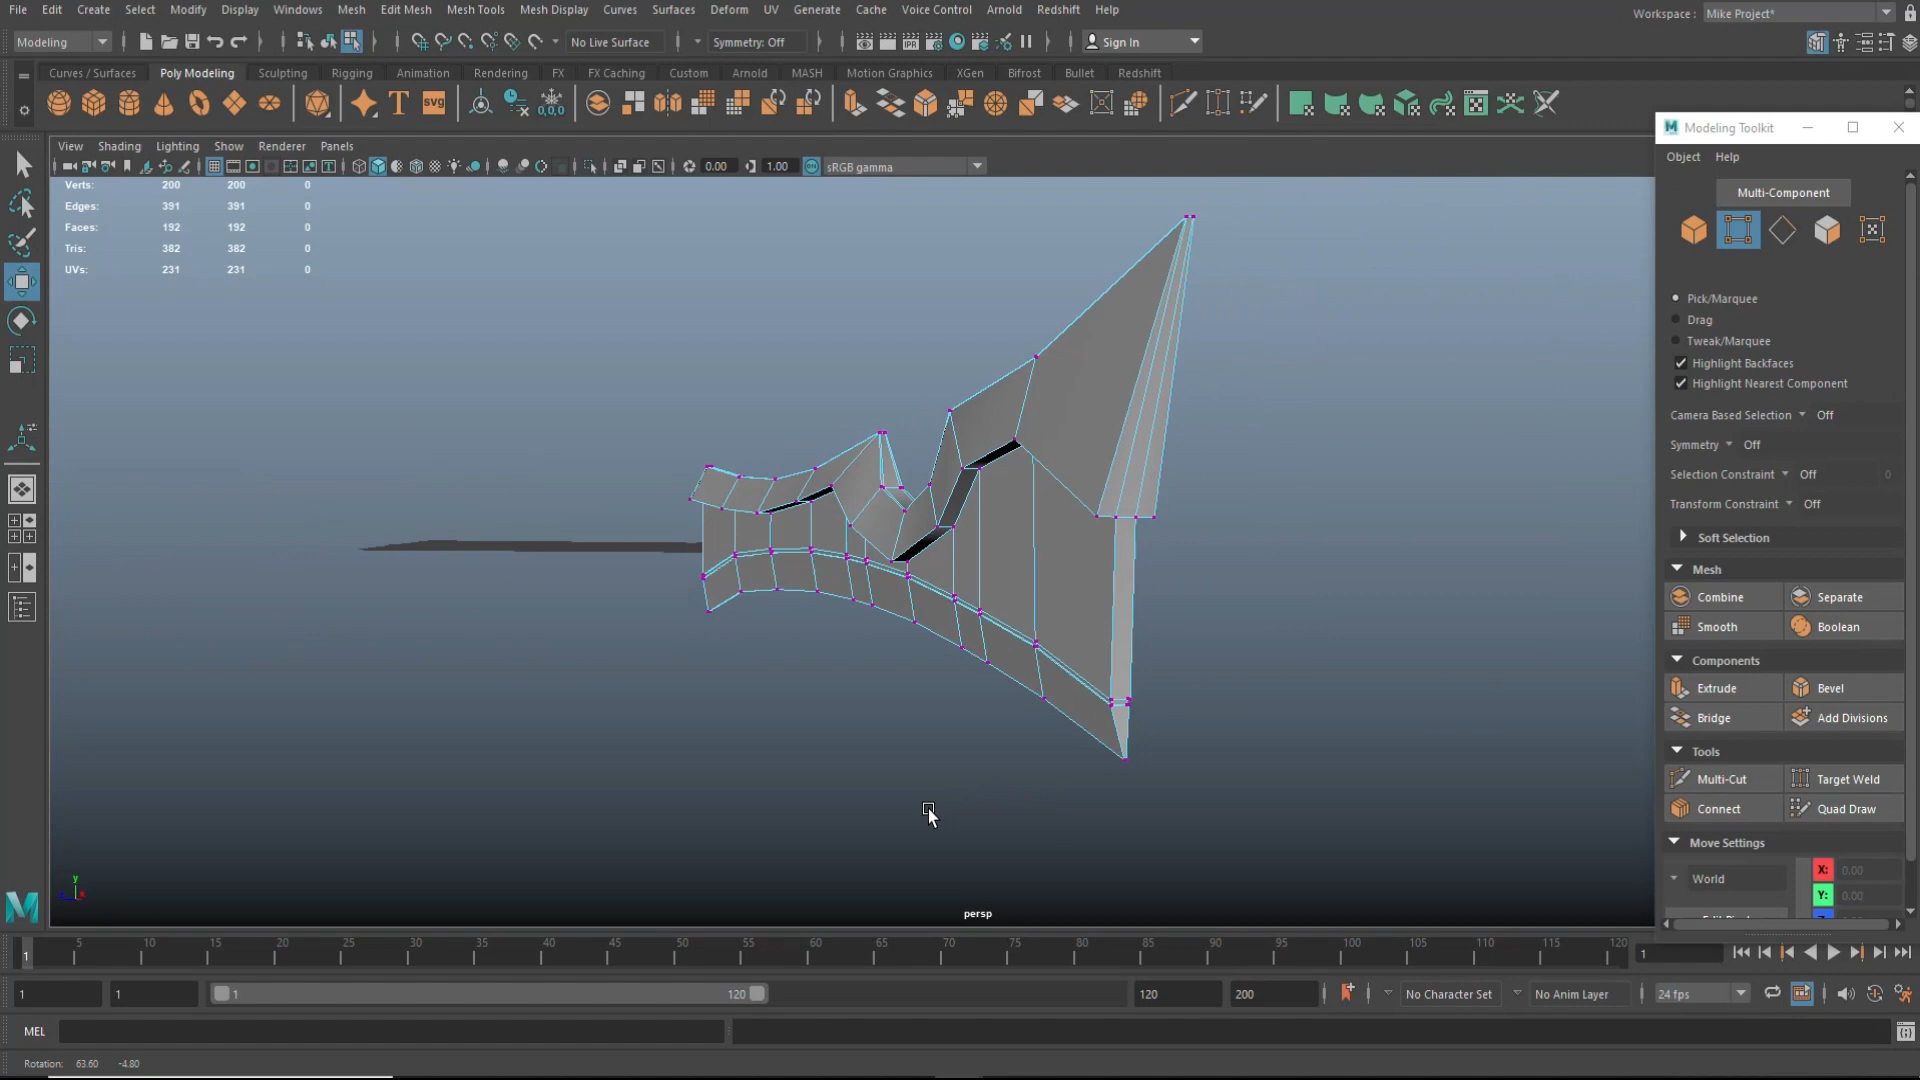 File Edit Create Select Modify Display Windows Mesh Edit Mesh Mesh Tools Mesh Display Curves Surfaces Deform UV Generate Cache Voice Control Arnold Redshift Help
Workspace : Mike Project*
Modeling No Live Surface Symmetry: Off Sign In
Curves / Surfaces Poly Modeling Sculpting Rigging Animation Rendering FX FX Caching Custom Arnold MASH Motion Graphics XGen Bifrost Bullet Redshift
T SVG 0,0,0
M Modeling Toolkit
View Shading Lighting Show Renderer Panels
0.00 1.00 sRGB gamma
Object Help
Verts: 200 200 0
Edges: 391 391 0
Faces: 192 192 0
Tris: 382 382 0
UVs: 231 231 0
Multi-Component
Pick/Marquee
Drag
Tweak/Marquee
Highlight Backfaces
Highlight Nearest Component
Camera Based Selection Off
Symmetry Off
Selection Constraint Off 0
Transform Constraint Off
Soft Selection
Mesh
Combine Separate
Smooth Boolean
Components
Extrude Bevel
Bridge Add Divisions
Tools
Multi-Cut Target Weld
Connect Quad Draw
Move Settings
World X: 0.00
Y: 0.00
y
persp
M
1 5 10 15 20 25 30 35 40 45 50 55 60 65 70 75 80 85 90 95 100 105 110 115 120 1
1 1 1 120 120 200 No Character Set No Anim Layer 24 fps
MEL
Rotation: 63.60 -4.80